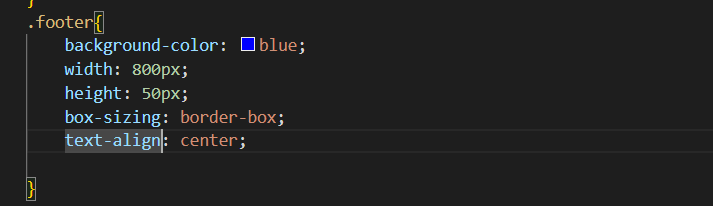 }
.footer{
background-color: blue;
width: 800px;
height: 50px;
box-sizing: border-box;
text-align: center;
}